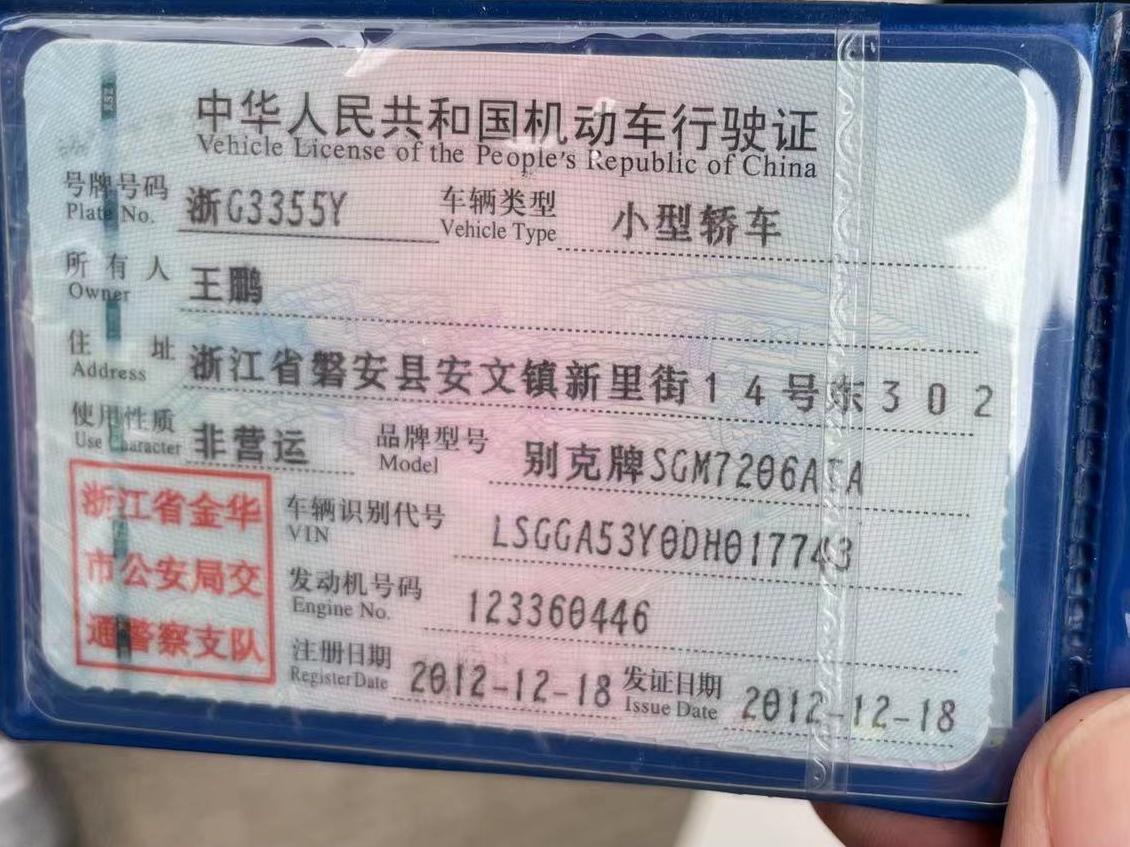 中华人民共和国机动车行驶证
Vehicle License of the People's Republic of China
号牌号码 浙G3355Y 车辆类型 小型轿车
Plate No. Vehicle Type
所有人 王鹏
Owner
住址 浙江省磐安县安文镇新里街14号东302
Address
使用性质 非营运 品牌型号 别克牌SGM7206ATA
Use Character Model
浙江省金华
市公安局交
通警察支队
车辆识别代号 LSGGA53Y0DH017743
VIN
发动机号码 123360446
Engine No.
注册日期 2012-12-18 发证日期 2012-12-18
Register Date Issue Date